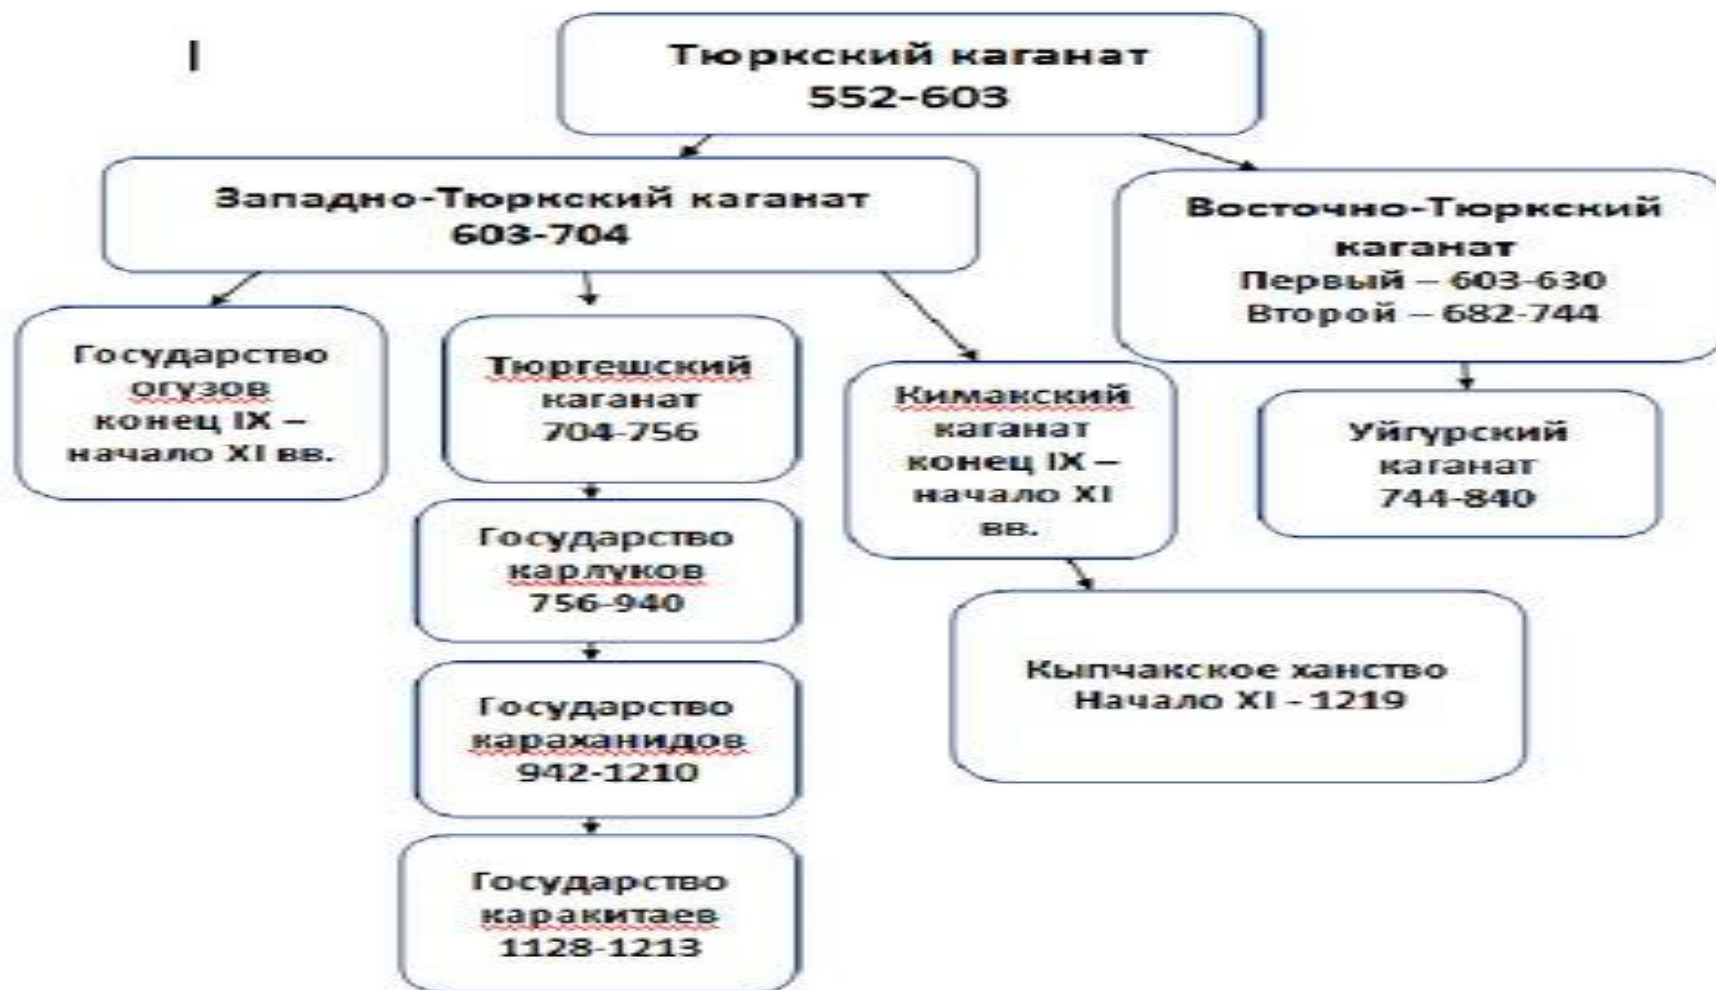 Тюркский каганат
552-603
Западно-Тюркский каганат
603-704
Восточно-Тюркский
каганат
Первый – 603-630
Второй – 682-744
Государство
огузов
конец IX –
начало XI вв.
Тюргешский
каганат
704-756
Кимакский
каганат
конец IX –
начало XI
вв.
Уйгурский
каганат
744-840
Государство
карлуков
756-940
Кыпчакское ханство
Начало XI - 1219
Государство
караханидов
942-1210
Государство
каракитаев
1128-1213